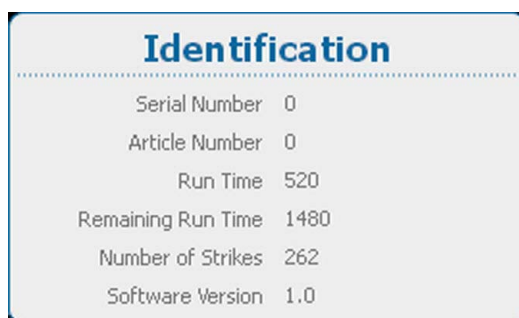 Identification
Serial Number 0
Article Number 0
Run Time 520
Remaining Run Time 1480
Number of Strikes 262
Software Version 1.0